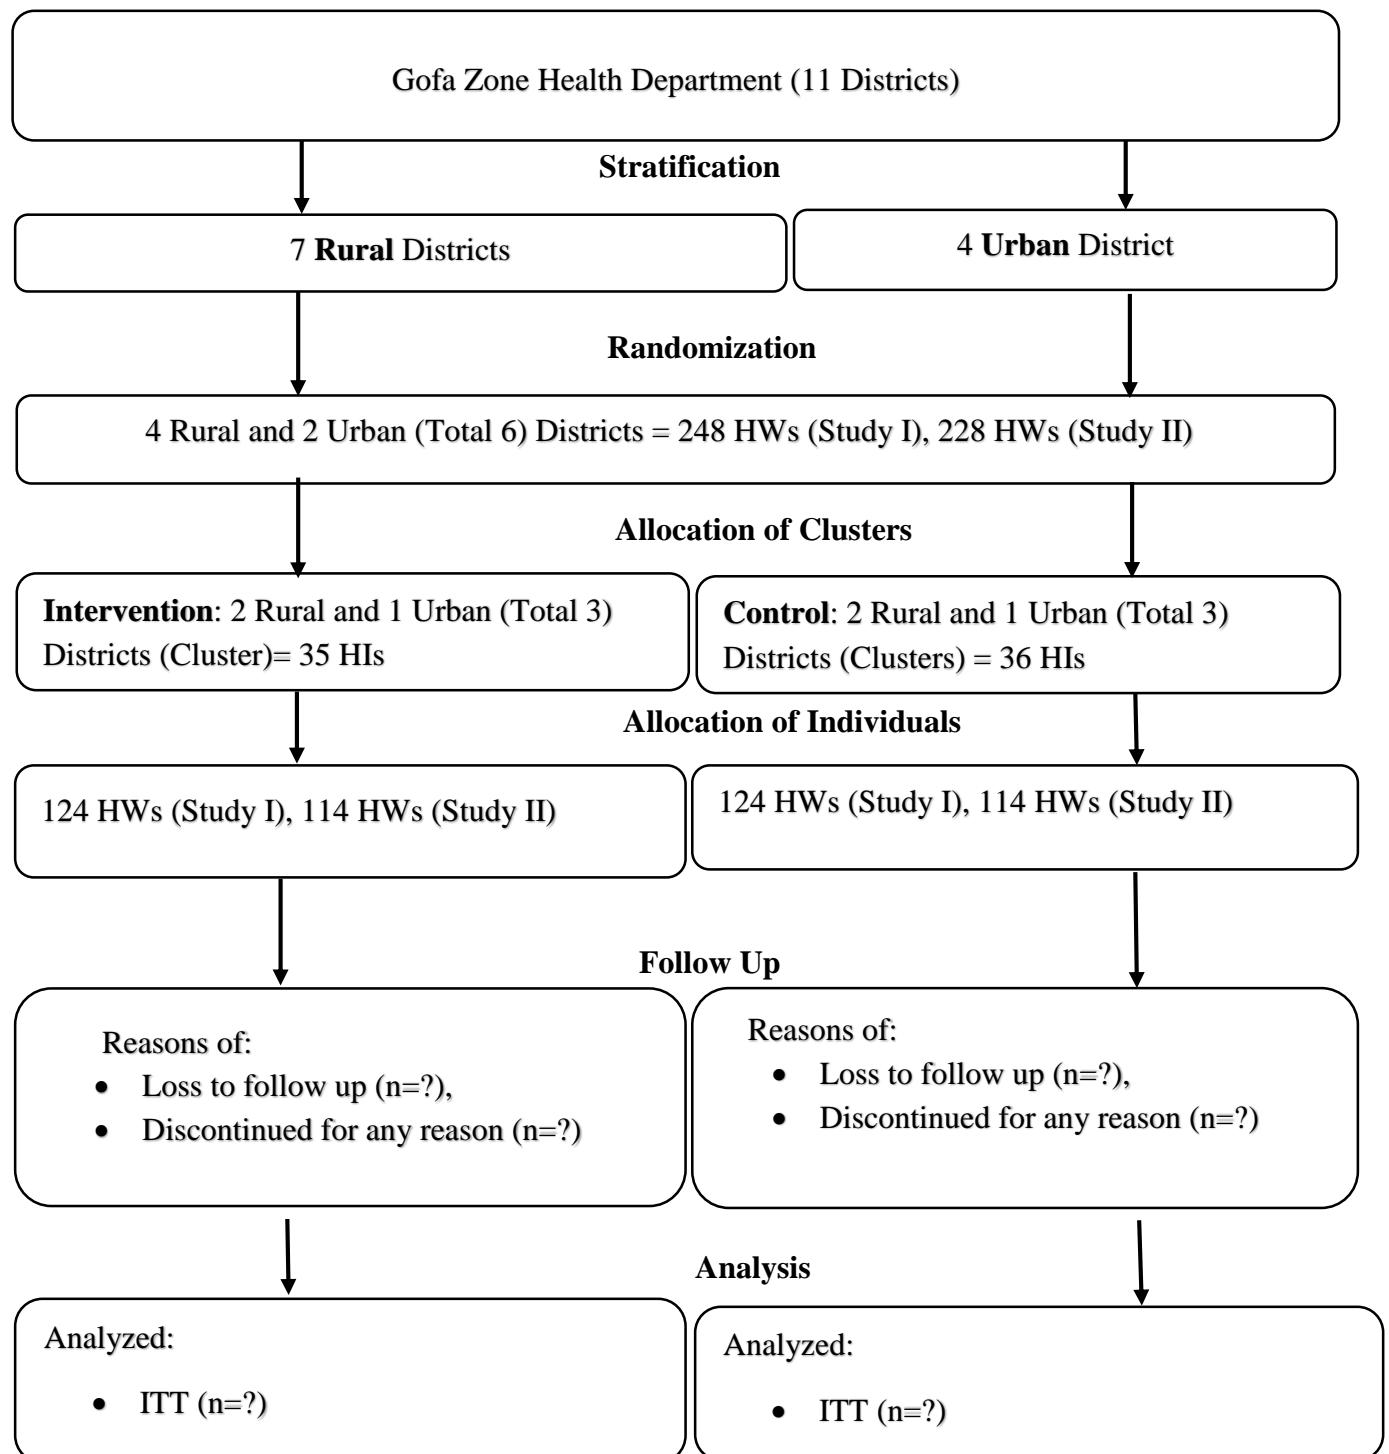 Gofa Zone Health Department (11 Districts)
Stratification
7 Rural Districts
4 Urban District
Randomization
4 Rural and 2 Urban (Total 6) Districts = 248 HWs (Study I), 228 HWs (Study II)
Allocation of Clusters
Intervention: 2 Rural and 1 Urban (Total 3)
Districts (Cluster)= 35 HIs
Control: 2 Rural and 1 Urban (Total 3)
Districts (Clusters) = 36 HIs
Allocation of Individuals
124 HWs (Study I), 114 HWs (Study II)
124 HWs (Study I), 114 HWs (Study II)
Follow Up
Reasons of:
• Loss to follow up (n=?),
• Discontinued for any reason (n=?)
Reasons of:
• Loss to follow up (n=?),
• Discontinued for any reason (n=?)
Analysis
Analyzed:
• ITT (n=?)
Analyzed:
• ITT (n=?)